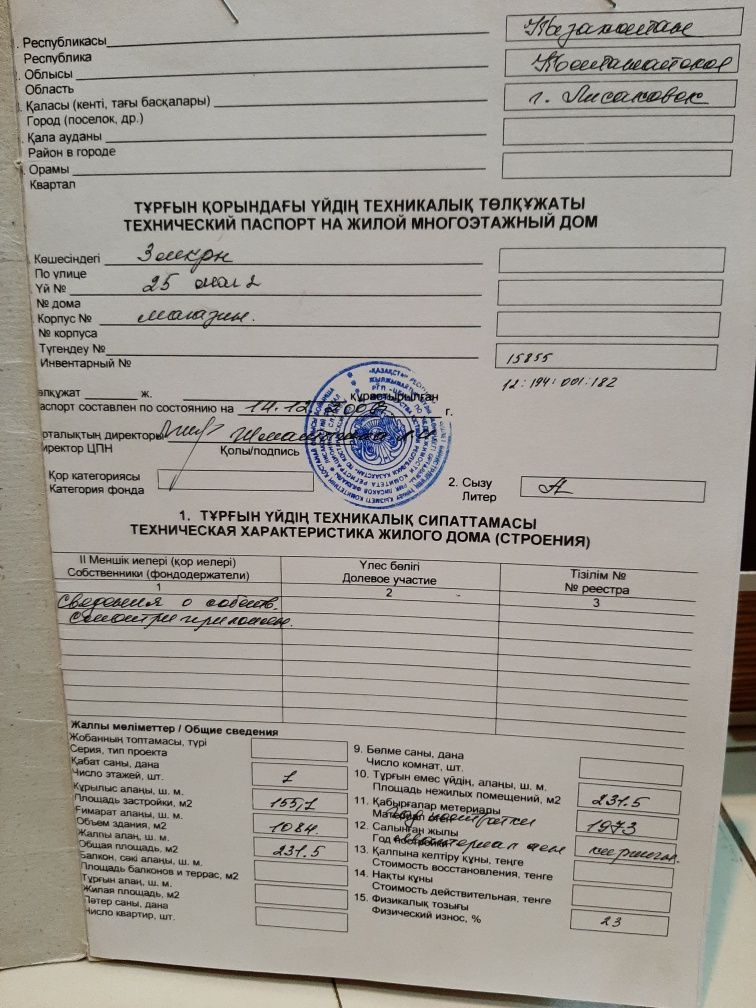 Республикасы Казахстан
Республика
Облысы Костанайская
Область
Қаласы (кенті, тағы басқалары) г. Лисаковск
Город (поселок, др.)
Қала ауданы
Район в городе
Орамы
Квартал
ТҰРҒЫН ҚОРЫНДАҒЫ ҮЙДІҢ ТЕХНИКАЛЫҚ ТӨЛҚҰЖАТЫ
ТЕХНИЧЕСКИЙ ПАСПОРТ НА ЖИЛОЙ МНОГОЭТАЖНЫЙ ДОМ
Көшесіндегі
По улице
Үй № 25
№ дома
Корпус № магазин.
№ корпуса
Түгендеу №
Инвентарный № 15855
12:194:001:182
әлқұжат ж. құрастырылған
аспорт составлен по состоянию на 14.12. г.
рталықтың директоры
иректор ЦПН Қолы/подпись
Қор категориясы
Категория фонда
2. Сызу
Литер А
1. ТҰРҒЫН ҮЙДІҢ ТЕХНИКАЛЫҚ СИПАТТАМАСЫ
ТЕХНИЧЕСКАЯ ХАРАКТЕРИСТИКА ЖИЛОГО ДОМА (СТРОЕНИЯ)
II Меншік иелері (қор иелері) Үлес бөлігі Тізілім №
Собственники (фондодержатели) Долевое участие № реестра
1 2 3
Сведения о собств.
смотри приложен.
Жалпы мөліметтер / Общие сведения
Жобанның топтамасы, түрі
Серия, тип проекта
Қабат саны, дана
Число этажей, шт. 1
Құрылыс алаңы, ш. м.
Площадь застройки, м2 155,1
Ғимарат алаңы, ш. м.
Объем здания, м2 1084.
Жалпы алаң, ш. м.
Общая площадь, м2 231.5
Балкон, сәкі алаңы, ш. м.
Площадь балконов и террас, м2
Тұрғын алаң, ш. м.
Жилая площадь, м2
Пәтер саны, дана
Число квартир, шт.
9. Бөлме саны, дана
Число комнат, шт.
10. Тұрғын емес үйдің, алаңы, ш. м.
Площадь нежилых помещений, м2 231.5
11. Қабырғалар метериалы
год постройки 1973
12. Салынған жылы
материал стен кирпичн.
13. Қалпына келтіру құны, теңге
Стоимость восстановления, тенге
14. Нақты құны
Стоимость действительная, тенге
15. Физикалық тозығы
Физический износ, % 23